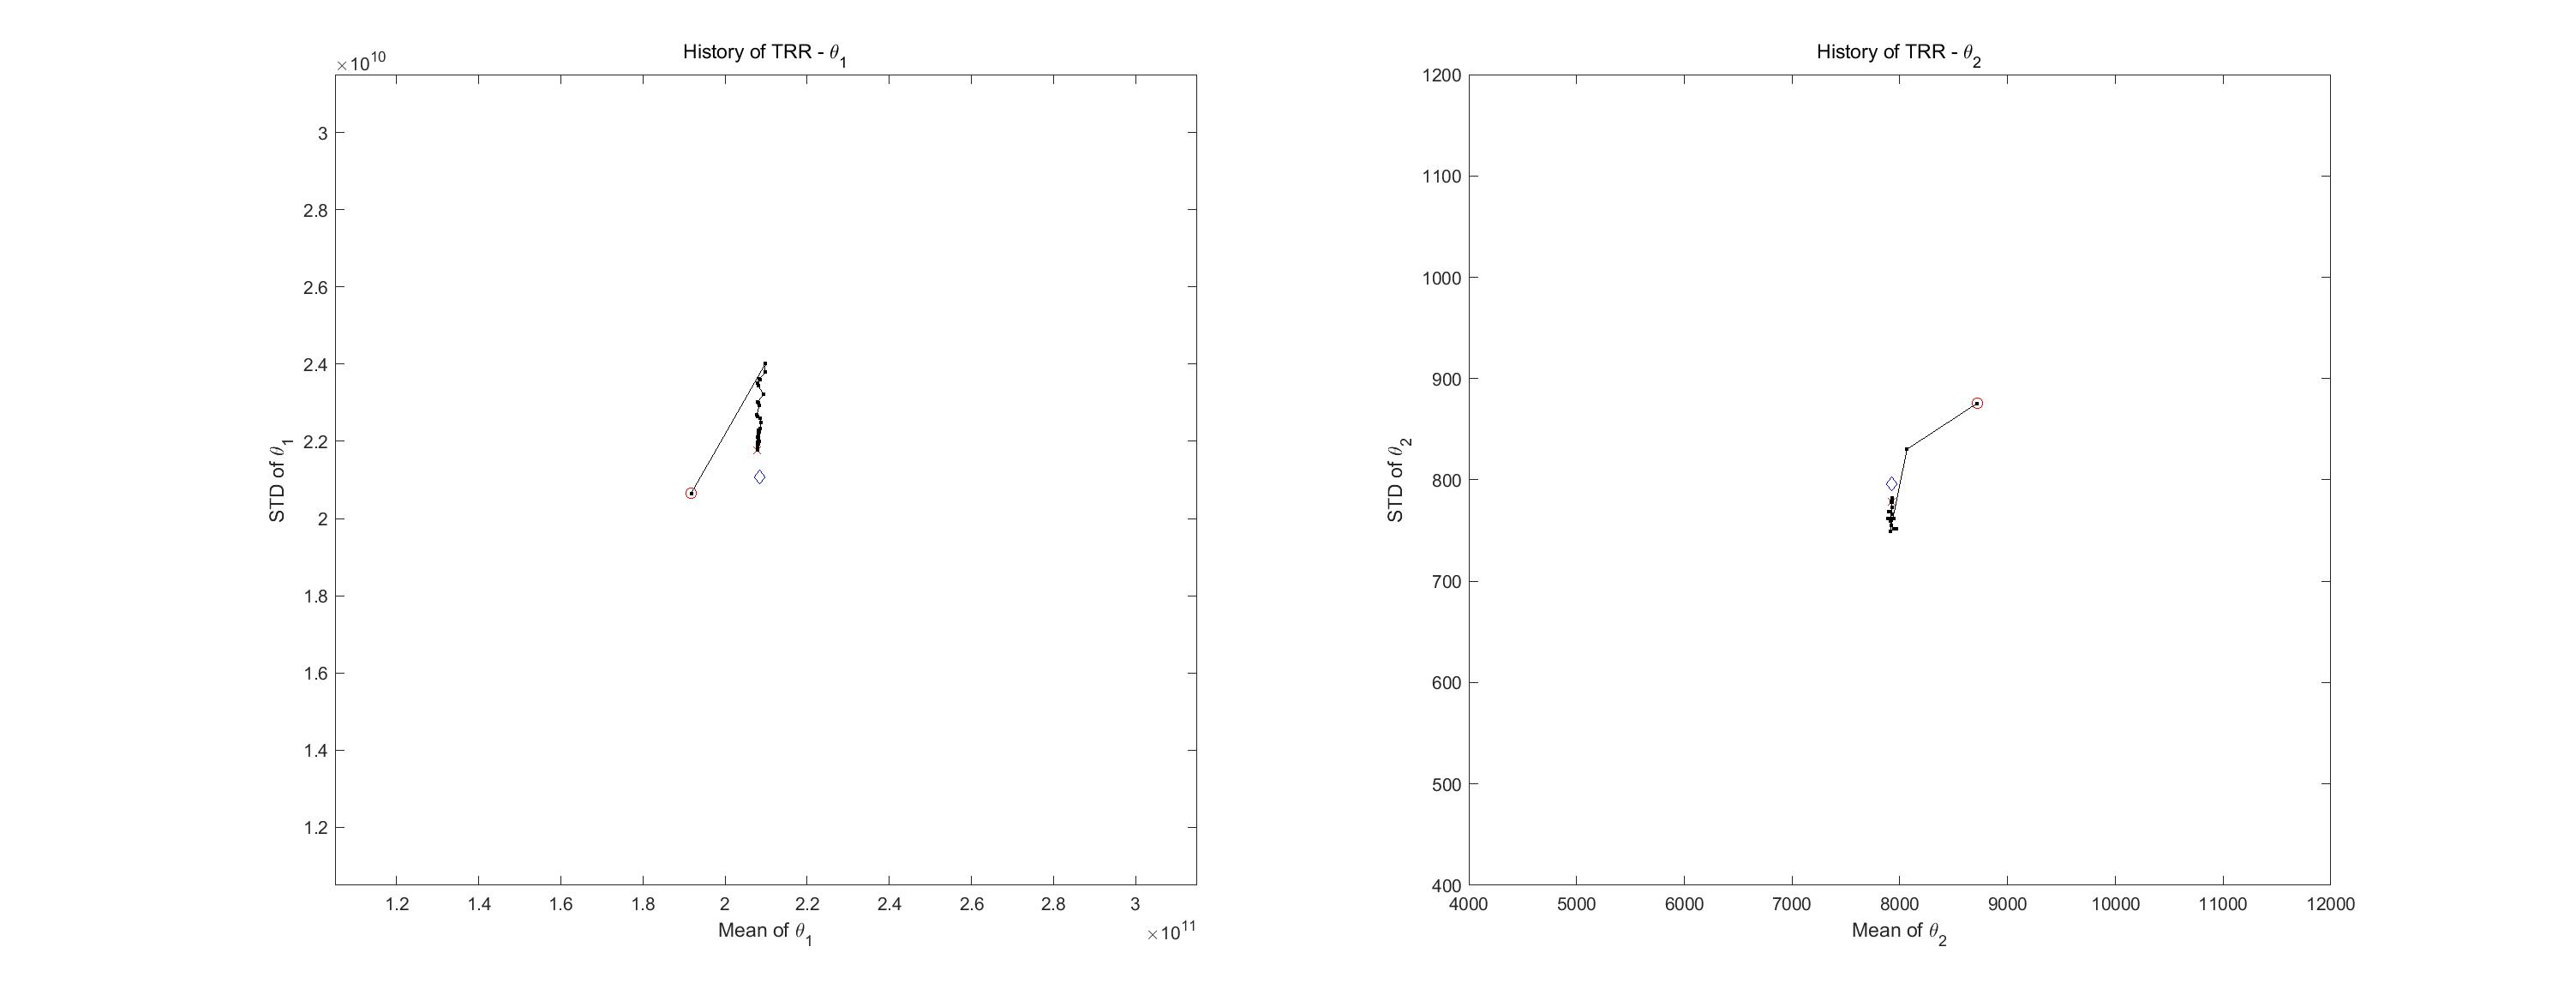 History of TRR - θ1
×10^10
3
2.8
2.6
2.4
2.2
2
1.8
1.6
1.4
1.2
STD of θ1
1.2 1.4 1.6 1.8 2 2.2 2.4 2.6 2.8 3
Mean of θ1
×10^11
History of TRR - θ2
1200
1100
1000
900
800
700
600
500
400
STD of θ2
4000 5000 6000 7000 8000 9000 10000 11000 12000
Mean of θ2